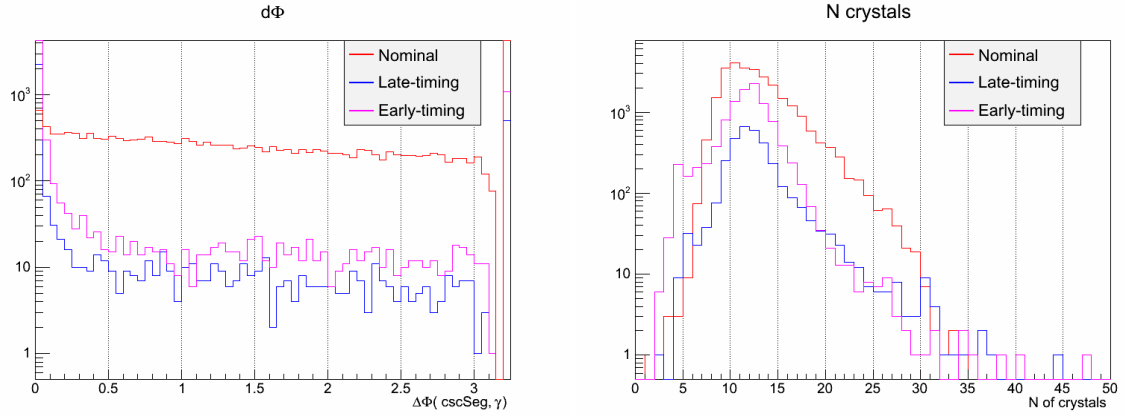 dΦ
Nominal
Late-timing
Early-timing
10³
10²
10
1
0 0.5 1 1.5 2 2.5 3
ΔΦ( cscSeg, γ)
N crystals
Nominal
Late-timing
Early-timing
10³
10²
10
1
0 5 10 15 20 25 30 35 40 45 50
N of crystals